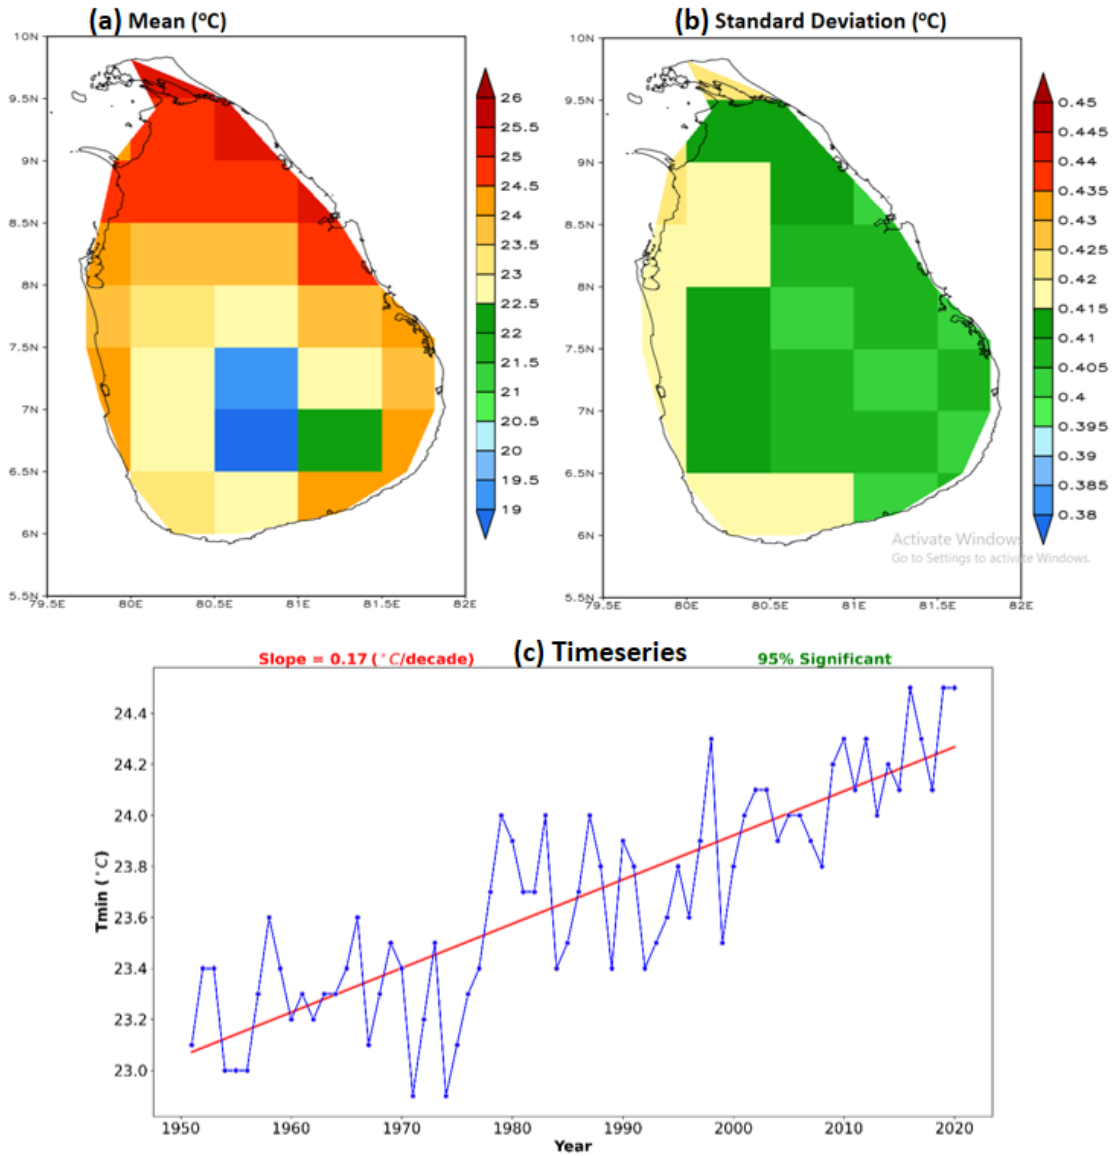 (a) Mean (°C)
(b) Standard Deviation (°C)
10N
9.5N
9N
8.5N
8N
7.5N
7N
6.5N
6N
5.5N
79.5E 80E 80.5E 81E 81.5E 82E
26
25.5
25
24.5
24
23.5
23
22.5
22
21.5
21
20.5
20
19.5
19
10N
9.5N
9N
8.5N
8N
7.5N
7N
6.5N
6N
5.5N
79.5E 80E 80.5E 81E 81.5E 82E
0.45
0.445
0.44
0.435
0.43
0.425
0.42
0.415
0.41
0.405
0.4
0.395
0.39
0.385
0.38
Activate Windows
Go to Settings to activate Windows.
Slope = 0.17 (°C/decade) (c) Timeseries 95% Significant
Tmin (°C)
24.4
24.2
24.0
23.8
23.6
23.4
23.2
23.0
1950 1960 1970 1980 1990 2000 2010 2020
Year